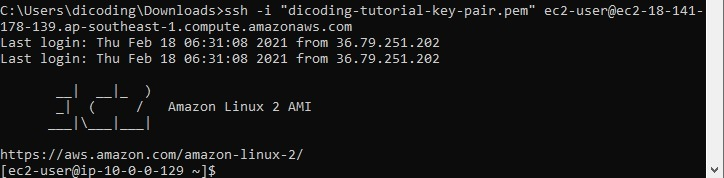 C:\Users\dicoding\Downloads>ssh -i "dicoding-tutorial-key-pair.pem" ec2-user@ec2-18-141-
178-139.ap-southeast-1.compute.amazonaws.com
Last login: Thu Feb 18 06:31:08 2021 from 36.79.251.202
Last login: Thu Feb 18 06:31:08 2021 from 36.79.251.202
       __|  __|_  )
       _|  (     /   Amazon Linux 2 AMI
      ___|\___|___|
https://aws.amazon.com/amazon-linux-2/
[ec2-user@ip-10-0-0-129 ~]$